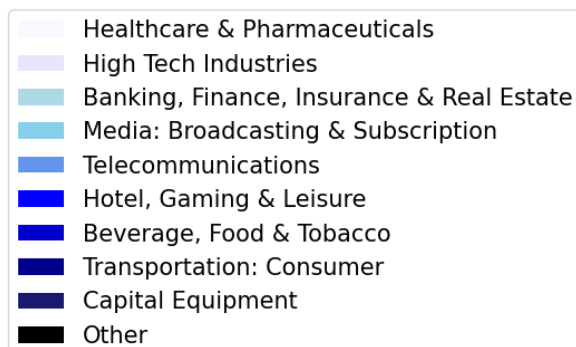 Healthcare & Pharmaceuticals
High Tech Industries
Banking, Finance, Insurance & Real Estate
Media: Broadcasting & Subscription
Telecommunications
Hotel, Gaming & Leisure
Beverage, Food & Tobacco
Transportation: Consumer
Capital Equipment
Other